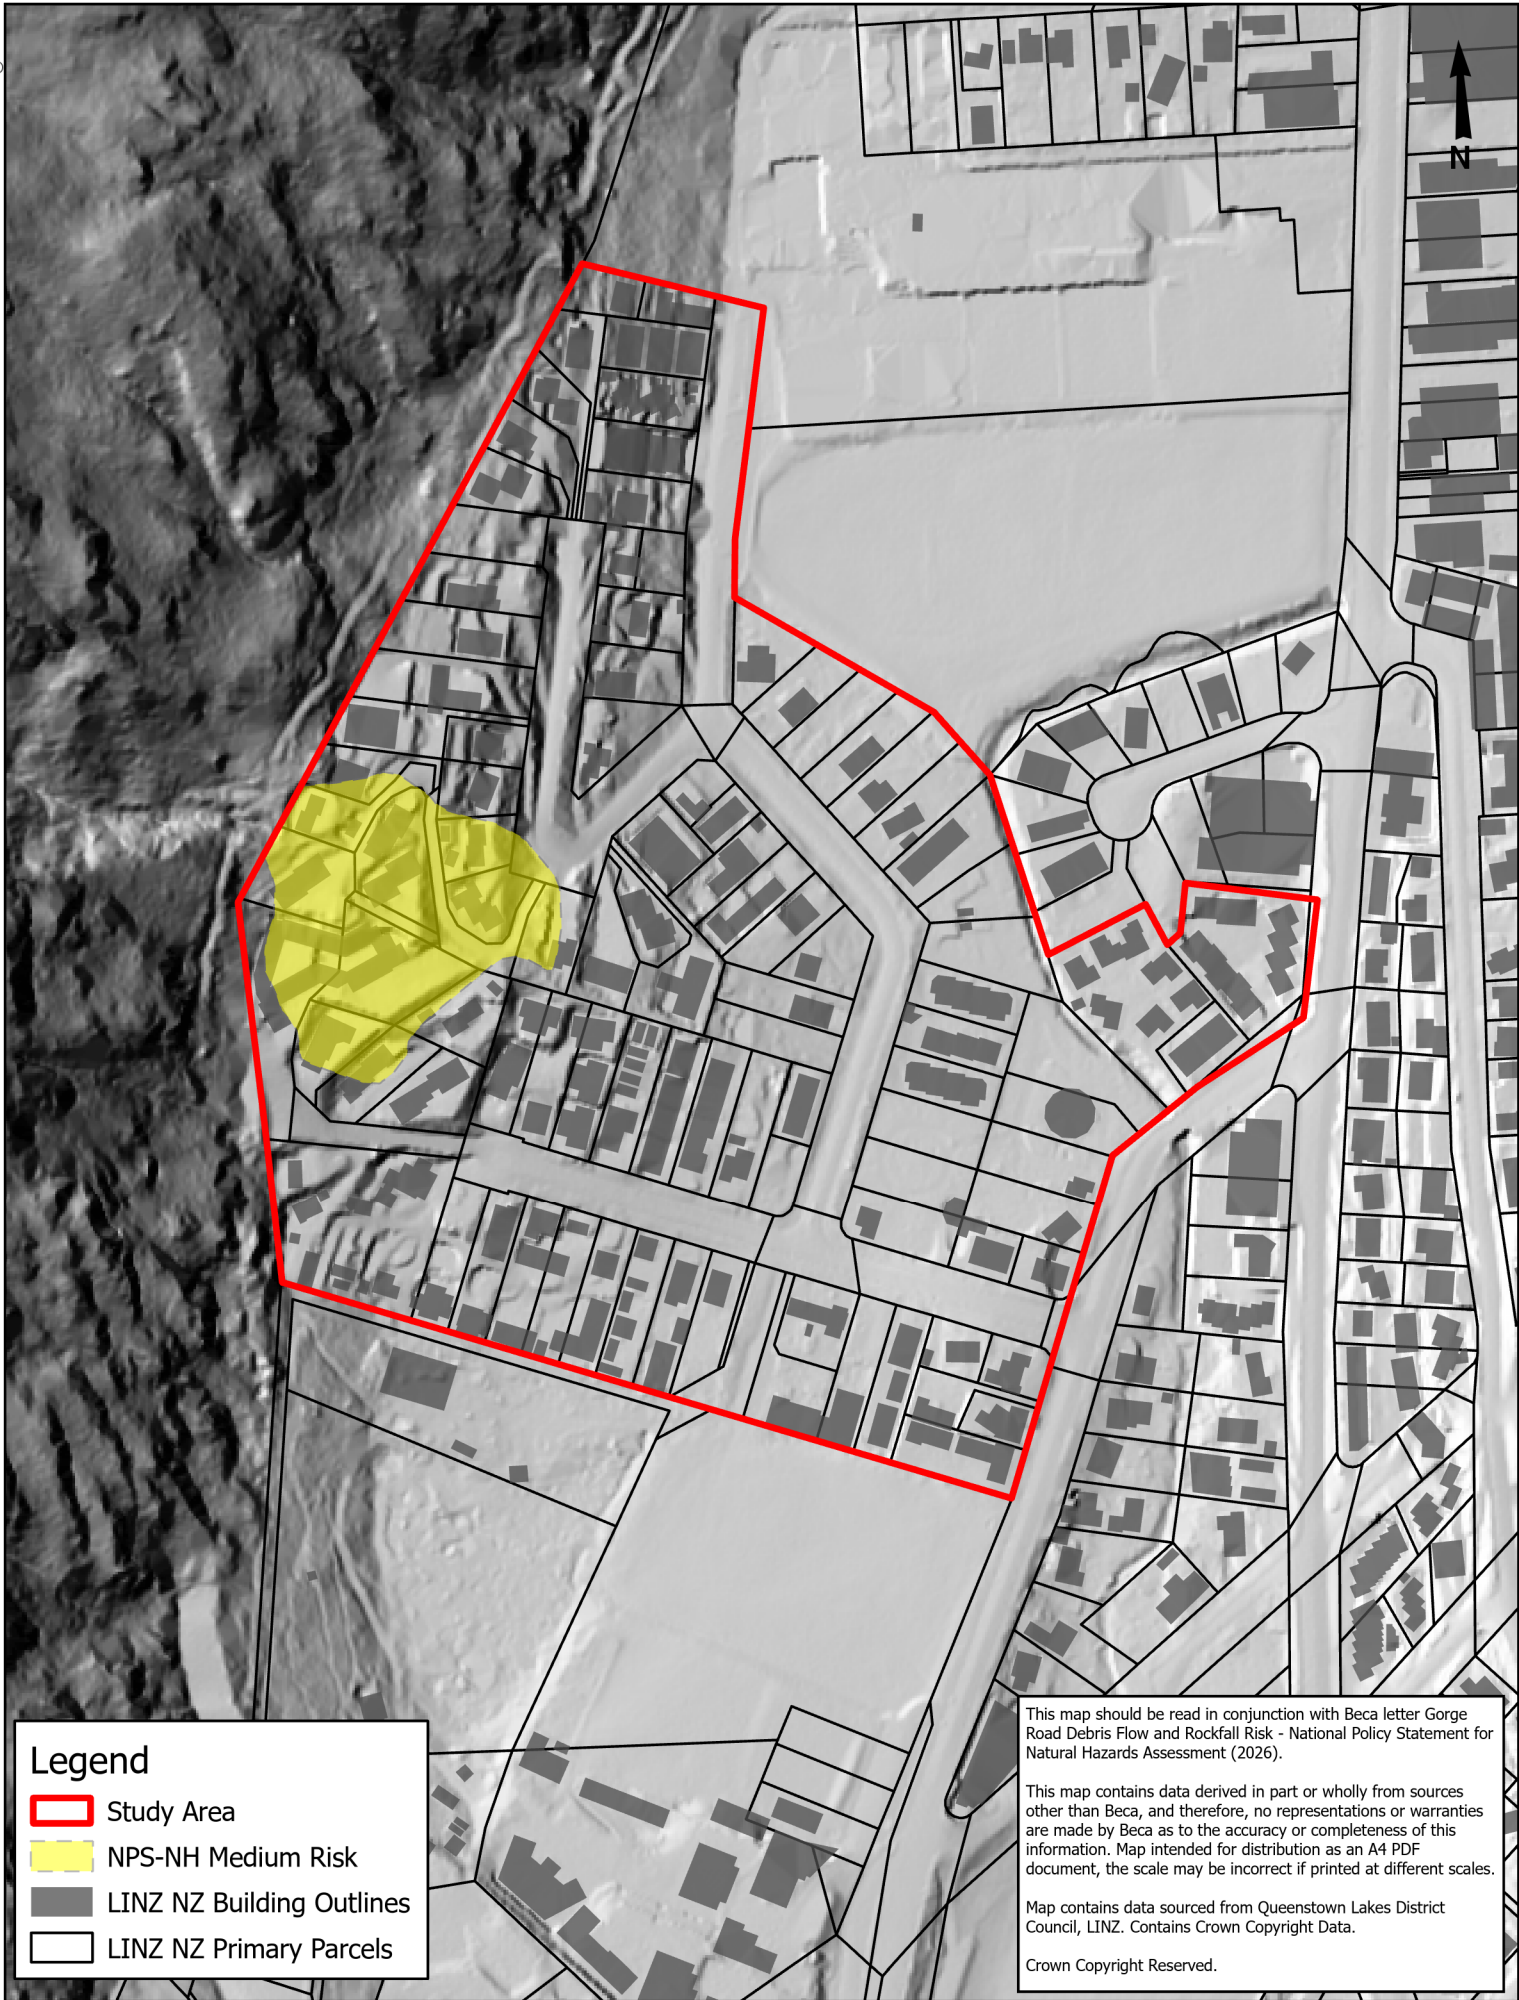 N
Legend
Study Area
NPS-NH Medium Risk
LINZ NZ Building Outlines
LINZ NZ Primary Parcels
This map should be read in conjunction with Beca letter Gorge
Road Debris Flow and Rockfall Risk - National Policy Statement for
Natural Hazards Assessment (2026).
This map contains data derived in part or wholly from sources
other than Beca, and therefore, no representations or warranties
are made by Beca as to the accuracy or completeness of this
information. Map intended for distribution as an A4 PDF
document, the scale may be incorrect if printed at different scales.
Map contains data sourced from Queenstown Lakes District
Council, LINZ. Contains Crown Copyright Data.
Crown Copyright Reserved.